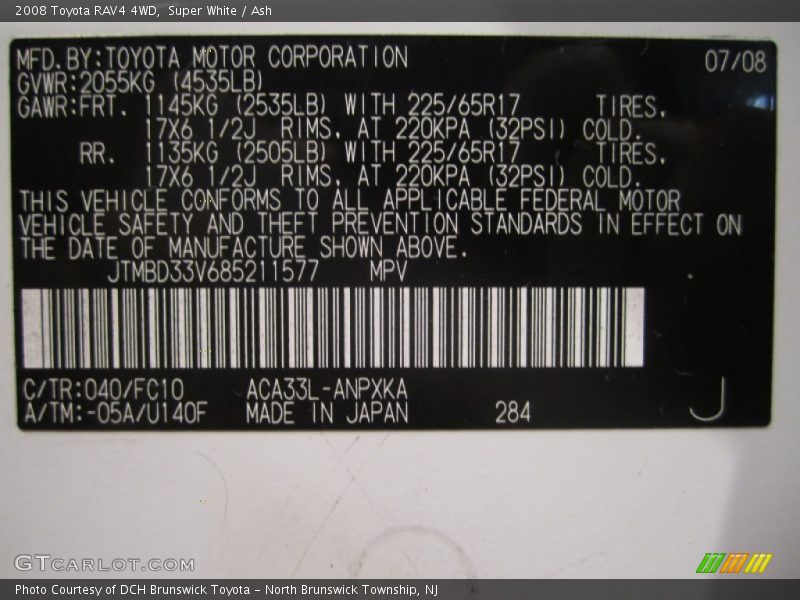 2008 Toyota RAV4 4WD, Super White / Ash
MFD.BY:TOYOTA MOTOR CORPORATION 07/08
GVWR:2055KG (4535LB)
GAWR:FRT. 1145KG (2535LB) WITH 225/65R17 TIRES,
17X6 1/2J RIMS, AT 220KPA (32PSI) COLD.
RR. 1135KG (2505LB) WITH 225/65R17 TIRES,
17X6 1/2J RIMS, AT 220KPA (32PSI) COLD.
THIS VEHICLE CONFORMS TO ALL APPLICABLE FEDERAL MOTOR
VEHICLE SAFETY AND THEFT PREVENTION STANDARDS IN EFFECT ON
THE DATE OF MANUFACTURE SHOWN ABOVE.
JTMBD33V685211577 MPV
C/TR:040/FC10 ACA33L-ANPXKA
A/TM:-05A/U140F MADE IN JAPAN 284 J
GTCARLOT.COM
Photo Courtesy of DCH Brunswick Toyota - North Brunswick Township, NJ